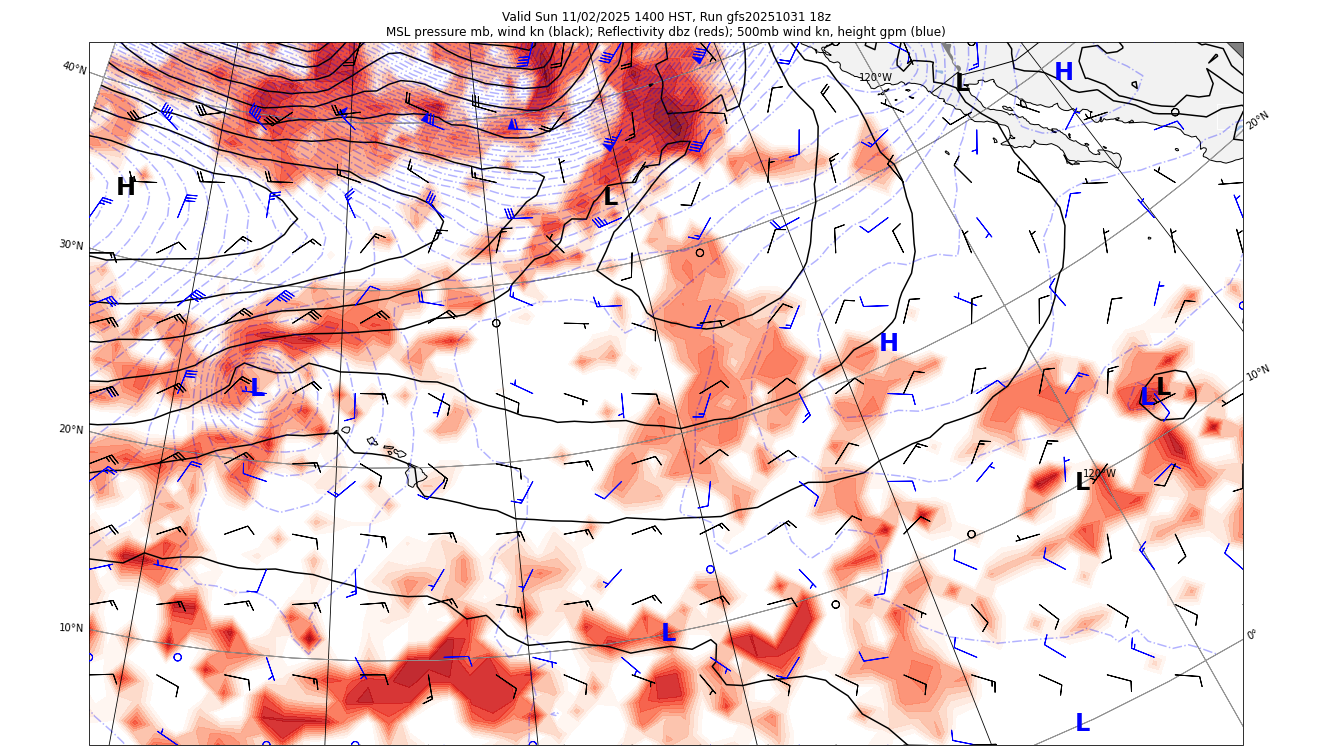 Valid Sun 11/02/2025 1400 HST, Run gfs20251031 18z
MSL pressure mb, wind kn (black); Reflectivity dbz (reds); 500mb wind kn, height gpm (blue)
40°N
120°W
L
H
20°N
H
L
30°N
H
L
L
L
10°N
20°N
L
120°W
10°N
L
0°
L